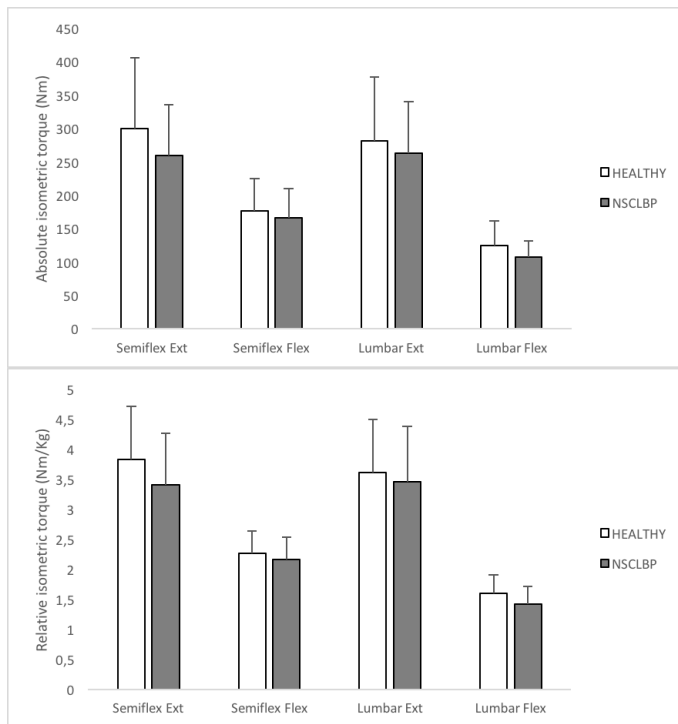 Absolute isometric torque (Nm)
450
400
350
300
250
200
150
100
50
0
Semiflex Ext Semiflex Flex Lumbar Ext Lumbar Flex
HEALTHY
NSCLBP
Relative isometric torque (Nm/Kg)
5
4,5
4
3,5
3
2,5
2
1,5
1
0,5
0
Semiflex Ext Semiflex Flex Lumbar Ext Lumbar Flex
HEALTHY
NSCLBP